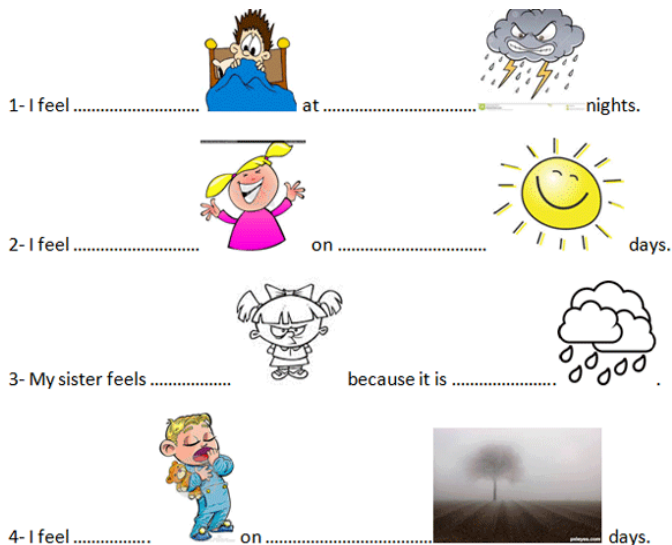 1- I feel ............................ at .................................. nights.
2- I feel ............................ on ................................. days.
3- My sister feels .................. because it is ....................... .
4- I feel ................. on ..................................... days.